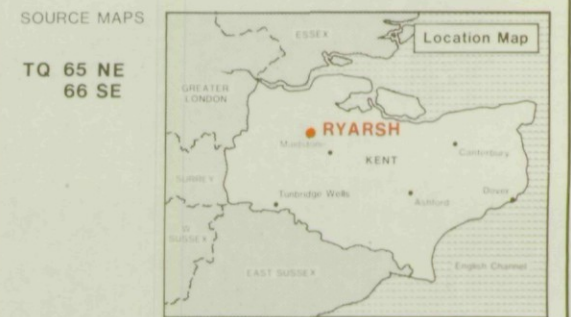 SOURCE MAPS
TQ 65 NE
66 SE
Location Map
ESSEX
GREATER
LONDON
RYARSH
Maidstone
KENT
Canterbury
SURREY
Tunbridge Wells
Ashford
Dover
W
SUSSEX
EAST SUSSEX
English Channel